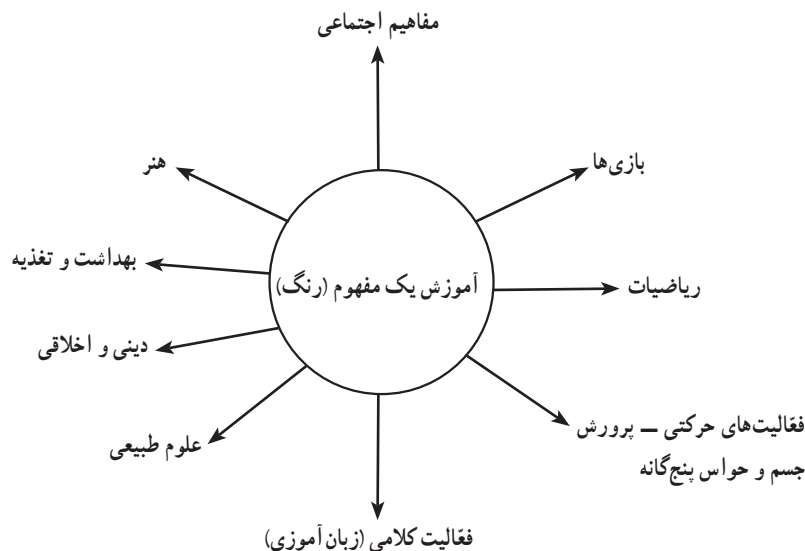 مفاهیم اجتماعی
هنر
بازی‌ها
بهداشت و تغذیه
آموزش یک مفهوم (رنگ)
ریاضیات
دینی و اخلاقی
علوم طبیعی
فعّالیت‌های حرکتی ــ پرورش
جسم و حواس پنج‌گانه
فعّالیت کلامی (زبان‌آموزی)